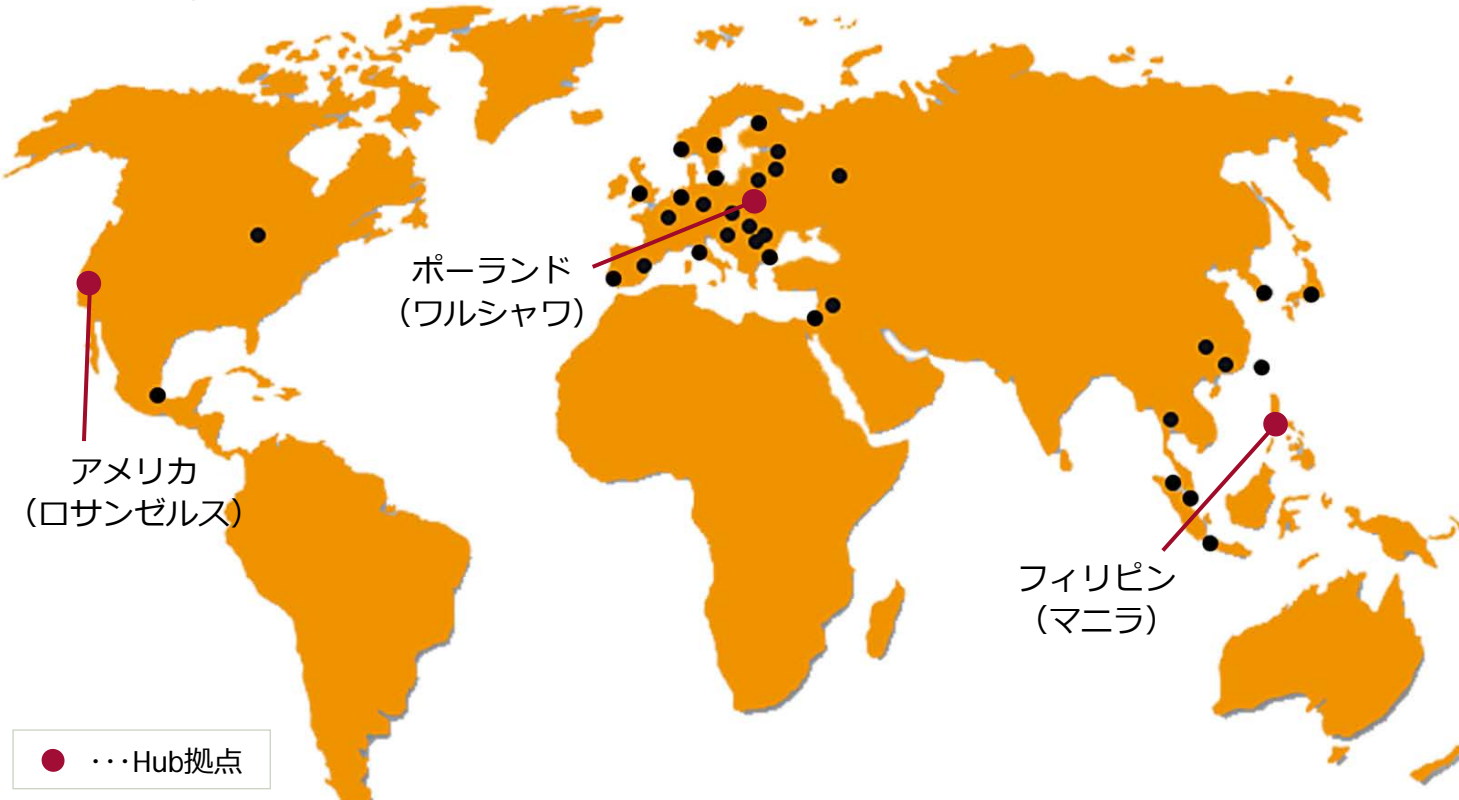 ポーランド
（ワルシャワ）
アメリカ
（ロサンゼルス）
フィリピン
（マニラ）
●･･･Hub拠点